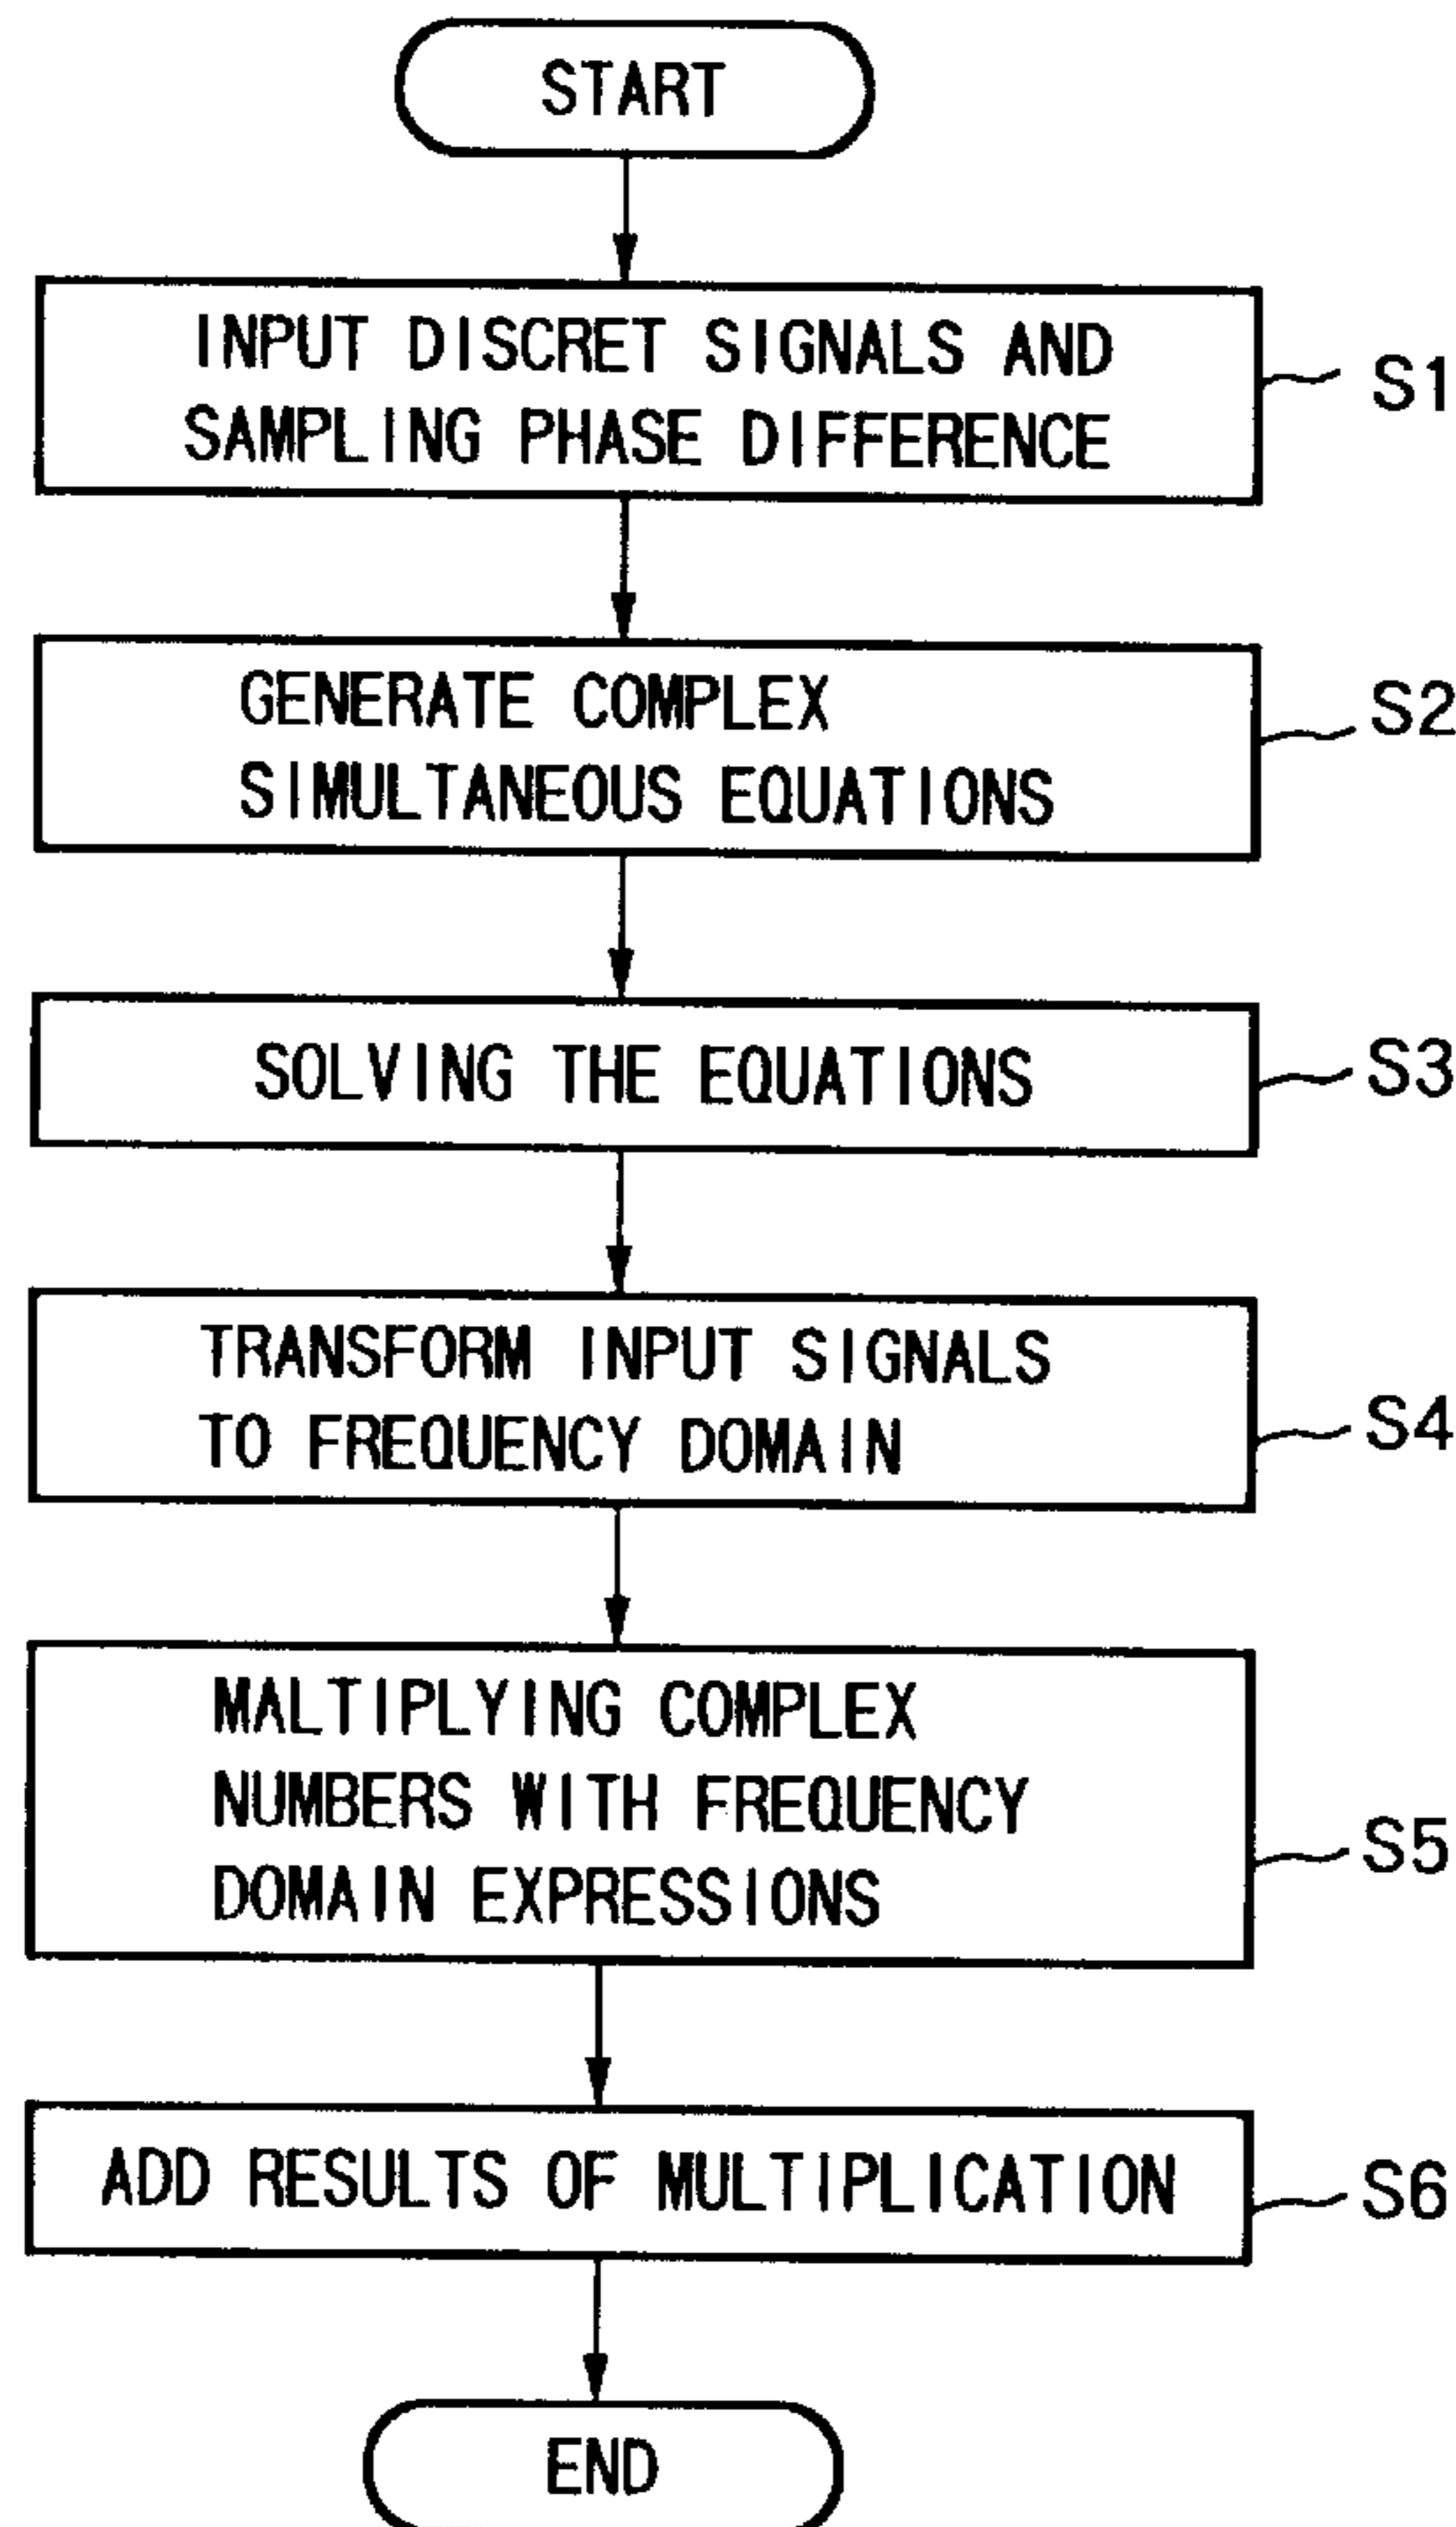 START
INPUT DISCRET SIGNALS AND
SAMPLING PHASE DIFFERENCE
S1
GENERATE COMPLEX
SIMULTANEOUS EQUATIONS
S2
SOLVING THE EQUATIONS
S3
TRANSFORM INPUT SIGNALS
TO FREQUENCY DOMAIN
S4
MALTIPLYING COMPLEX
NUMBERS WITH FREQUENCY
DOMAIN EXPRESSIONS
S5
ADD RESULTS OF MULTIPLICATION
S6
END